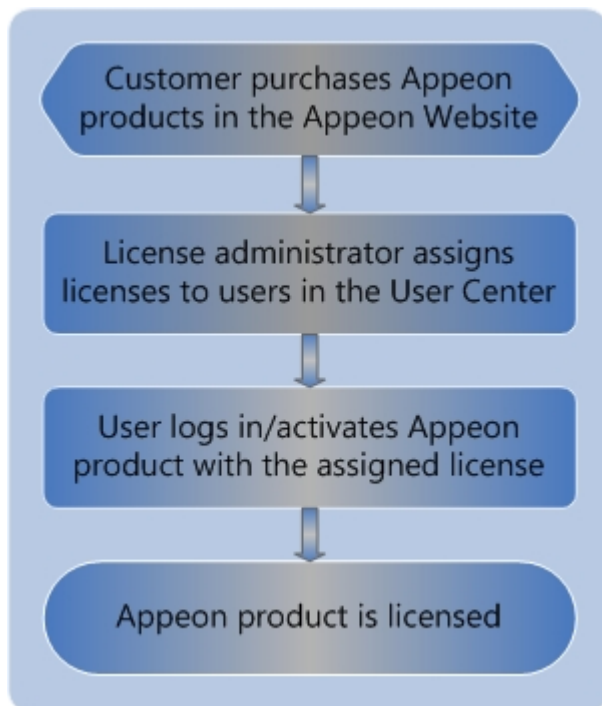 Customer purchases Appeon
products in the Appeon Website
License administrator assigns
licenses to users in the User Center
User logs in/activates Appeon
product with the assigned license
Appeon product is licensed